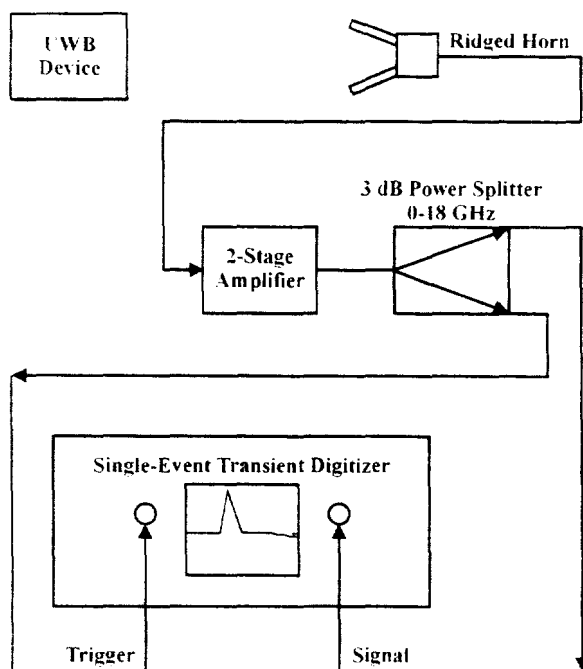 UWB
Device
Ridged Horn
3 dB Power Splitter
0-18 GHz
2-Stage
Amplifier
Single-Event Transient Digitizer
Trigger
Signal